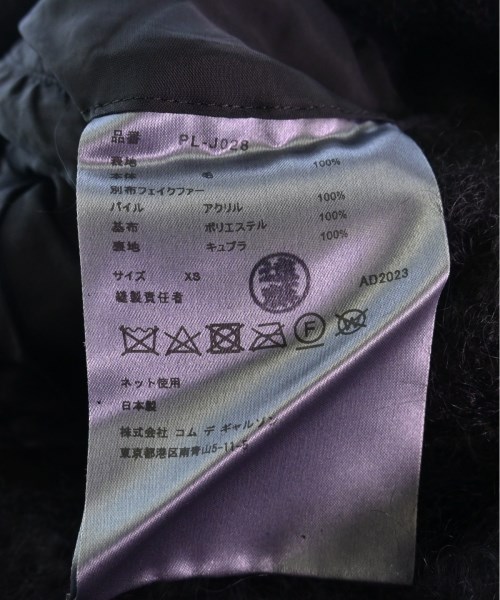 品番 PL-J028
表地
本体 毛 100%
別布フェイクファー
パイル アクリル 100%
基布 ポリエステル 100%
裏地 キュプラ 100%
サイズ XS
縫製責任者
AD2023
F
W
ネット使用
日本製
株式会社 コム デ ギャルソン
東京都港区南青山5-11-5